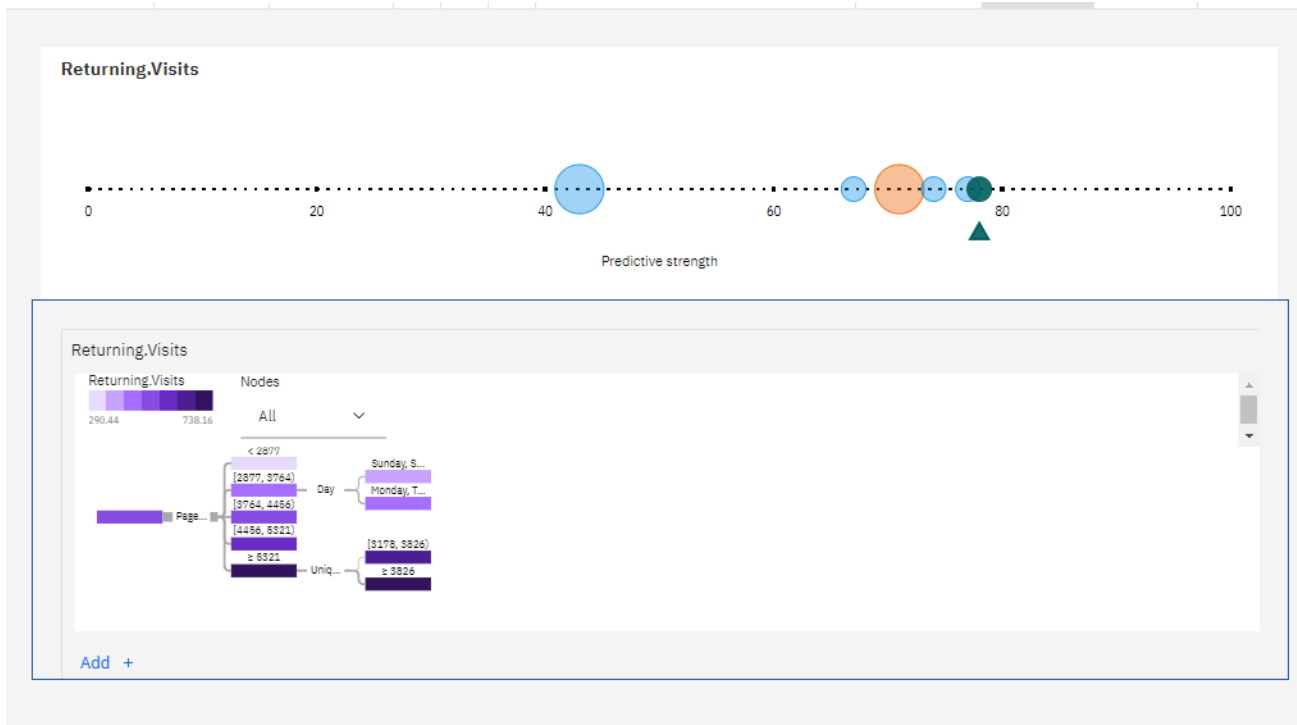 Returning.Visits
0 20 40 60 80 100
Predictive strength
Returning.Visits
Returning.Visits Nodes
290.44 738.16
All
< 2877
[2877, 3764)
[3764, 4456)
[4456, 5321)
≥ 5321
Page...
Day
Sunday, S...
Monday, T...
Uniq...
[3178, 3826)
≥ 3826
Add +